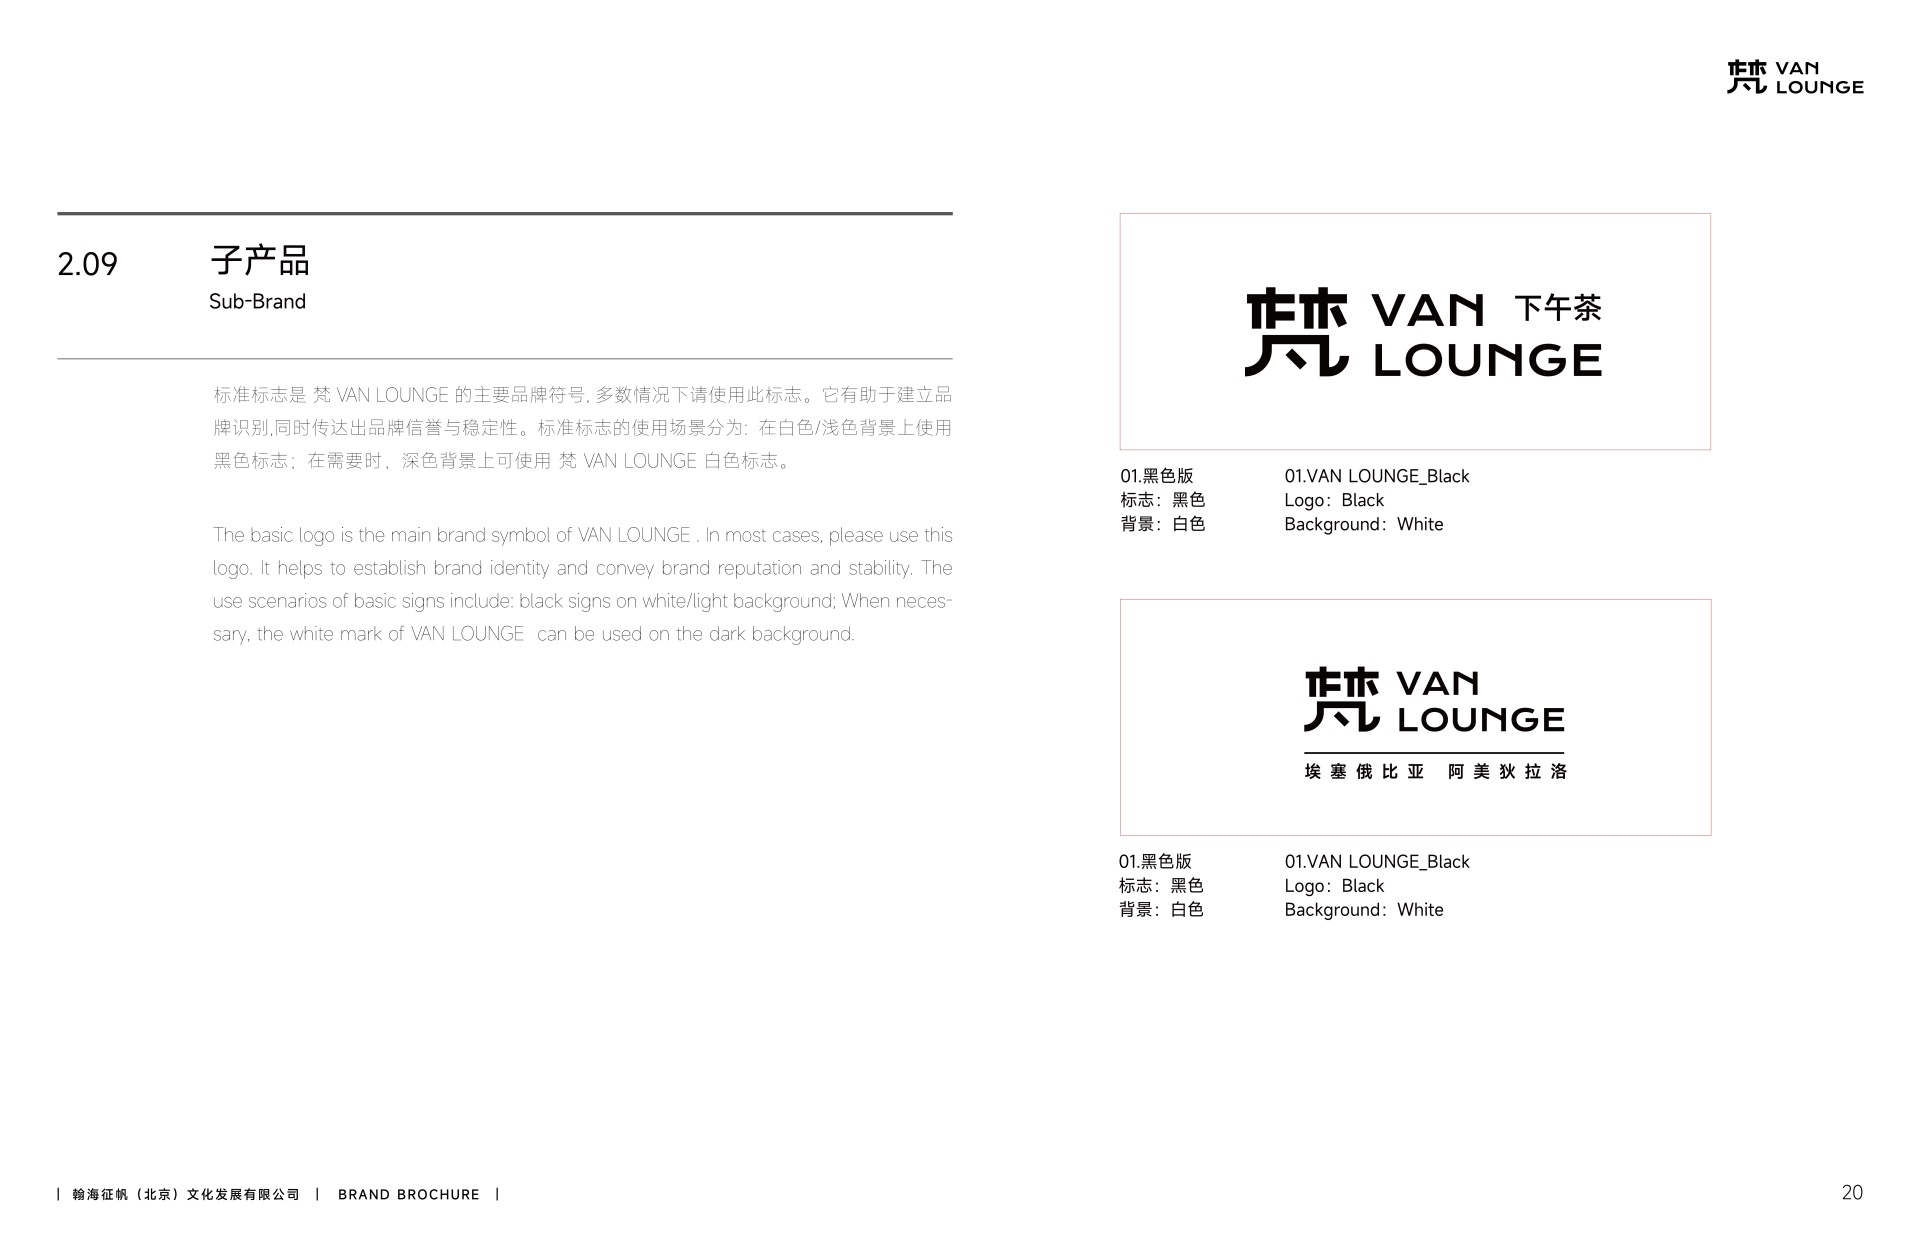 梵 VAN
LOUNGE
2.09
子产品
Sub-Brand
标准标志是 梵 VAN LOUNGE 的主要品牌符号, 多数情况下请使用此标志。它有助于建立品
牌识别,同时传达出品牌信誉与稳定性。标准标志的使用场景分为: 在白色/浅色背景上使用
黑色标志; 在需要时, 深色背景上可使用 梵 VAN LOUNGE 白色标志。
The basic logo is the main brand symbol of VAN LOUNGE . In most cases, please use this
logo. It helps to establish brand identity and convey brand reputation and stability. The
use scenarios of basic signs include: black signs on white/light background; When neces-
sary, the white mark of VAN LOUNGE  can be used on the dark background.
梵 VAN 下午茶
LOUNGE
01.黑色版 01.VAN LOUNGE_Black
标志: 黑色 Logo: Black
背景: 白色 Background: White
梵 VAN
LOUNGE
埃塞俄比亚 阿美狄拉洛
01.黑色版 01.VAN LOUNGE_Black
标志: 黑色 Logo: Black
背景: 白色 Background: White
| 翰海征帆（北京）文化发展有限公司 | BRAND BROCHURE |
20